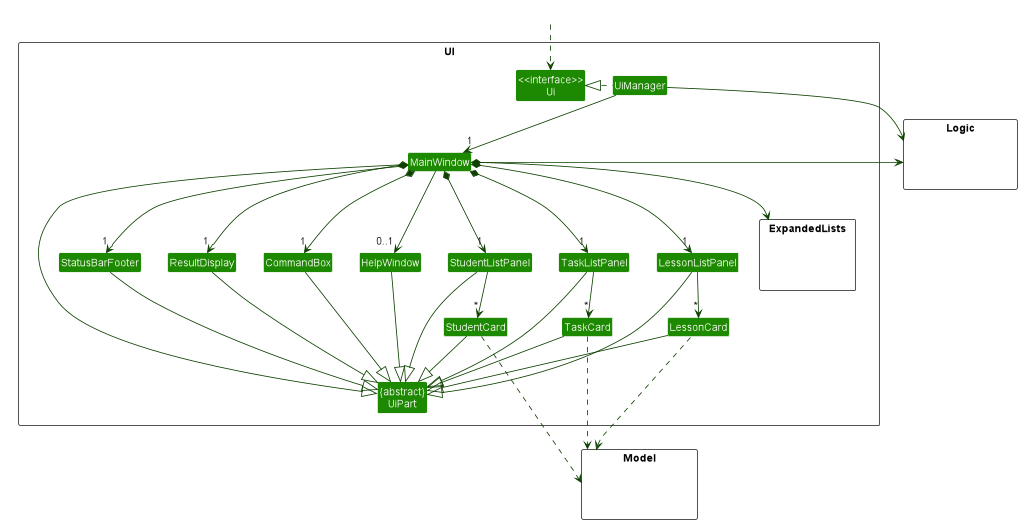 UI
<<interface>>
Ui
UiManager
Logic
1
MainWindow
ExpandedLists
1
1
1
0..1
1
1
1
StatusBarFooter
ResultDisplay
CommandBox
HelpWindow
StudentListPanel
TaskListPanel
LessonListPanel
*
*
*
StudentCard
TaskCard
LessonCard
{abstract}
UiPart
Model